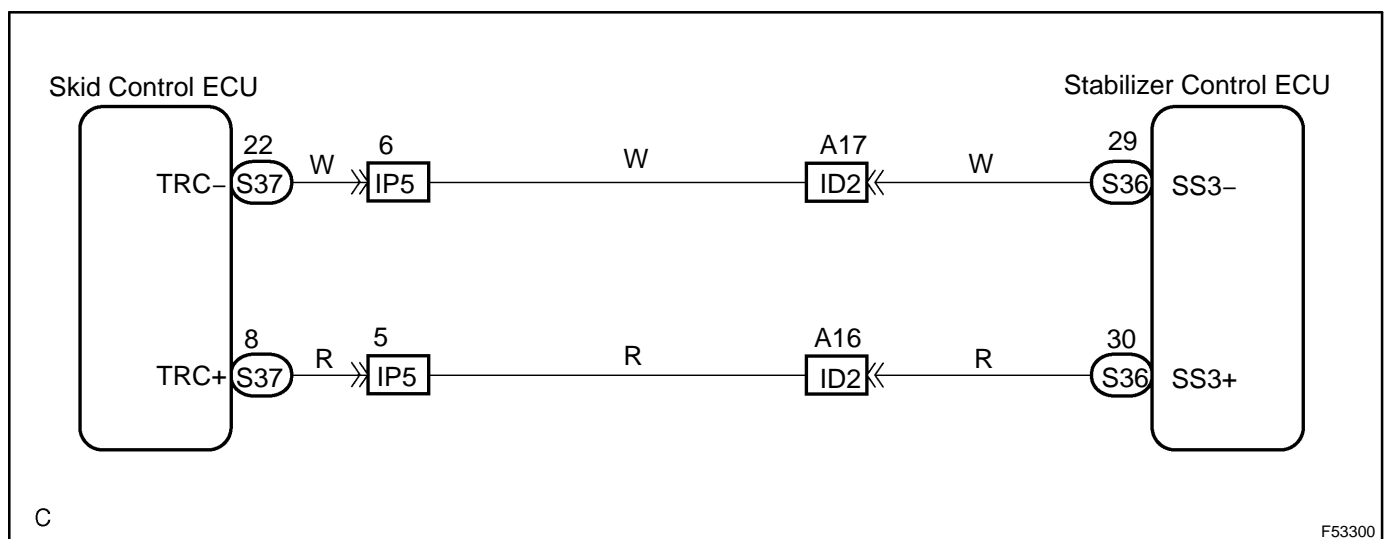 Skid Control ECU
Stabilizer Control ECU
22
6
A17
29
W
W
W
TRC−
S37
IP5
ID2
S36
SS3−
8
5
A16
30
R
R
R
TRC+
S37
IP5
ID2
S36
SS3+
C
F53300